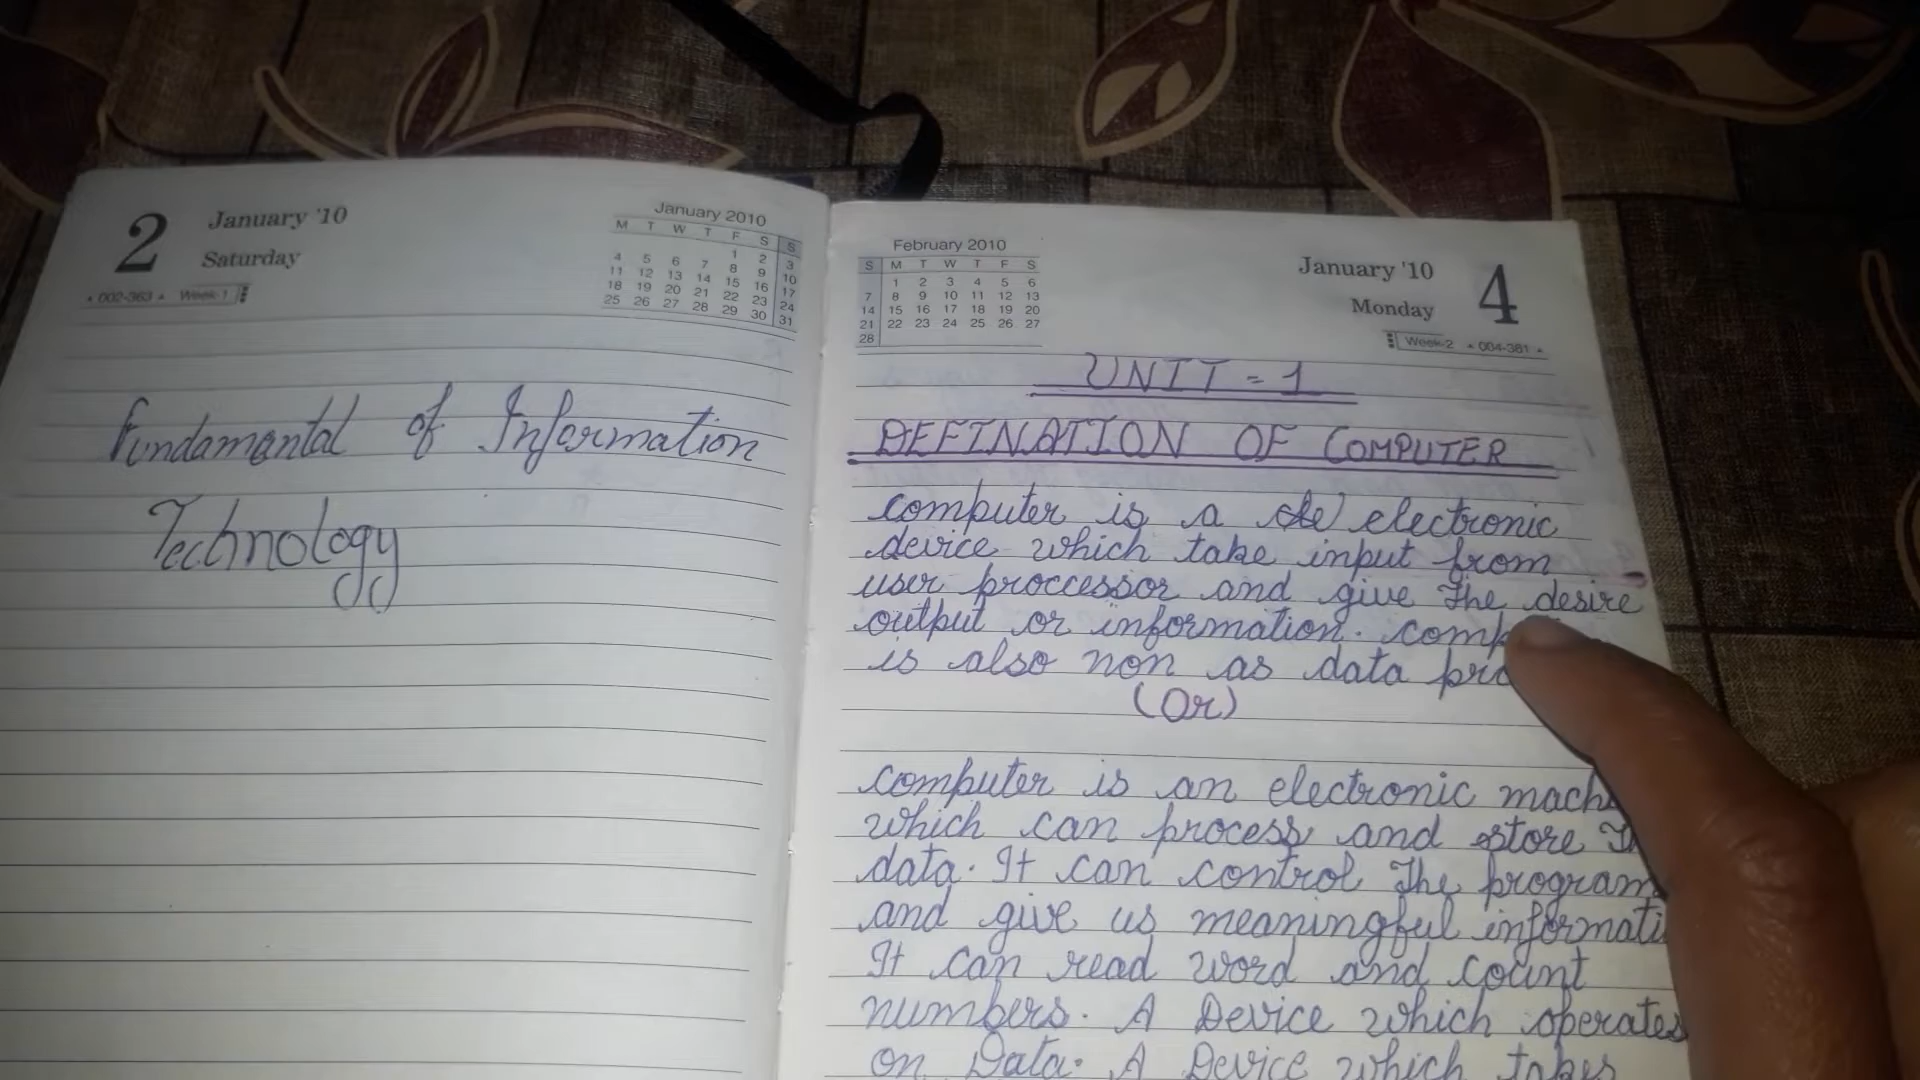 2
January '10
Saturday
002-363 Week-1
January 2010
M T W T F S S
1 2 3
4 5 6 7 8 9 10
11 12 13 14 15 16 17
18 19 20 21 22 23 24
25 26 27 28 29 30 31
Fundamental of Information
Technology
February 2010
S M T W T F S
1 2 3 4 5 6
7 8 9 10 11 12 13
14 15 16 17 18 19 20
21 22 23 24 25 26 27
28
January '10
Monday
4
Week-2 004-361
UNIT = 1
DEFINATION OF COMPUTER
computer is a electronic
device which take input from
user proccessor and give the desire
output or information. comp
is also non as data pro
(Or)
computer is an electronic mach
which can process and store
data. It can control the program
and give us meaningful informati
It can read word and count
numbers. A Device which operates
on Data. A Device which takes